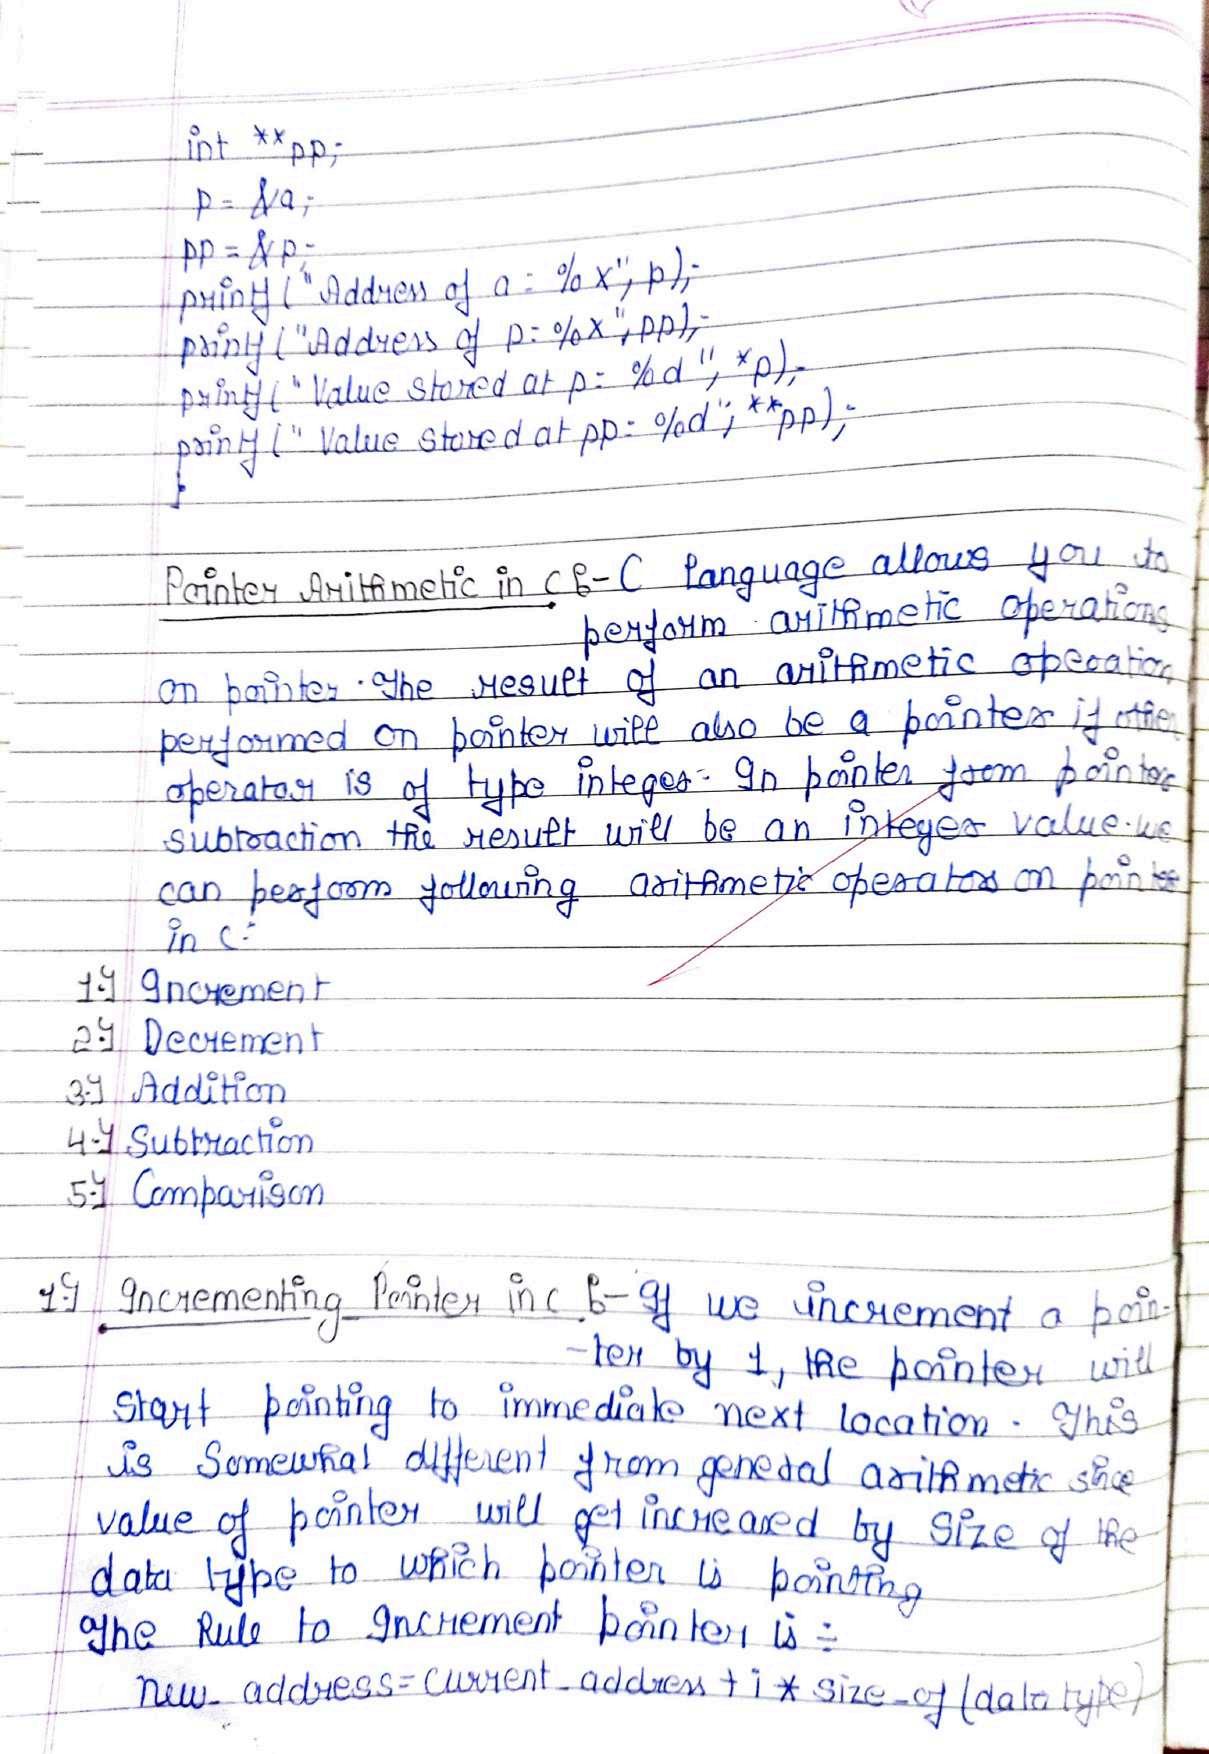 int **pp;
p = &a;
pp = &p;
printf ("Address of a = %x", p);
printf ("Address of p = %x", pp);
printf (" Value stored at p = %d", *p);
printf (" Value stored at pp = %d", **pp);
}
Pointer Arithmetic in C :- C language allows you to
perform arithmetic operations
on pointer. The result of an arithmetic operation
performed on pointer will also be a pointer if other
operator is of type integer. In pointer from pointer
subtraction the result will be an integer value. we
can perform following arithmetic operators on pointer
in C:
1.} Increment
2.} Decrement
3.} Addition
4.} Subtraction
5.} Comparison
1.} Incrementing Pointer in C :- If we increment a poin-
-ter by 1, the pointer will
start pointing to immediate next location. This
is Somewhat different from general arithmetic since
value of pointer will get increased by size of the
data type to which pointer is pointing
The Rule to Increment pointer is :-
new_address = current_address + i * size_of (data type)